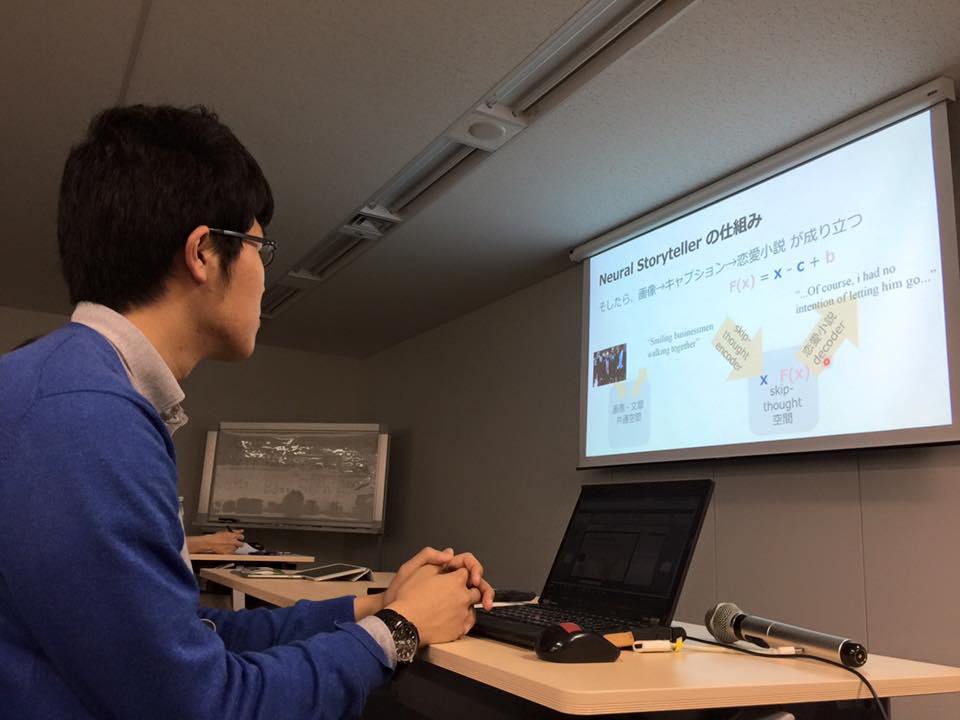 Neural Storyteller の仕組み
そしたら、画像→キャプション→恋愛小説 が成り立つ
F(x) = x - c + b
"...Of course, i had no
intention of letting him go..."
"Smiling businessmen
walking together"
skip-
thought
encoder
恋愛小説
decoder
x F(x)
skip-
thought
空間
画像・文章
共通空間